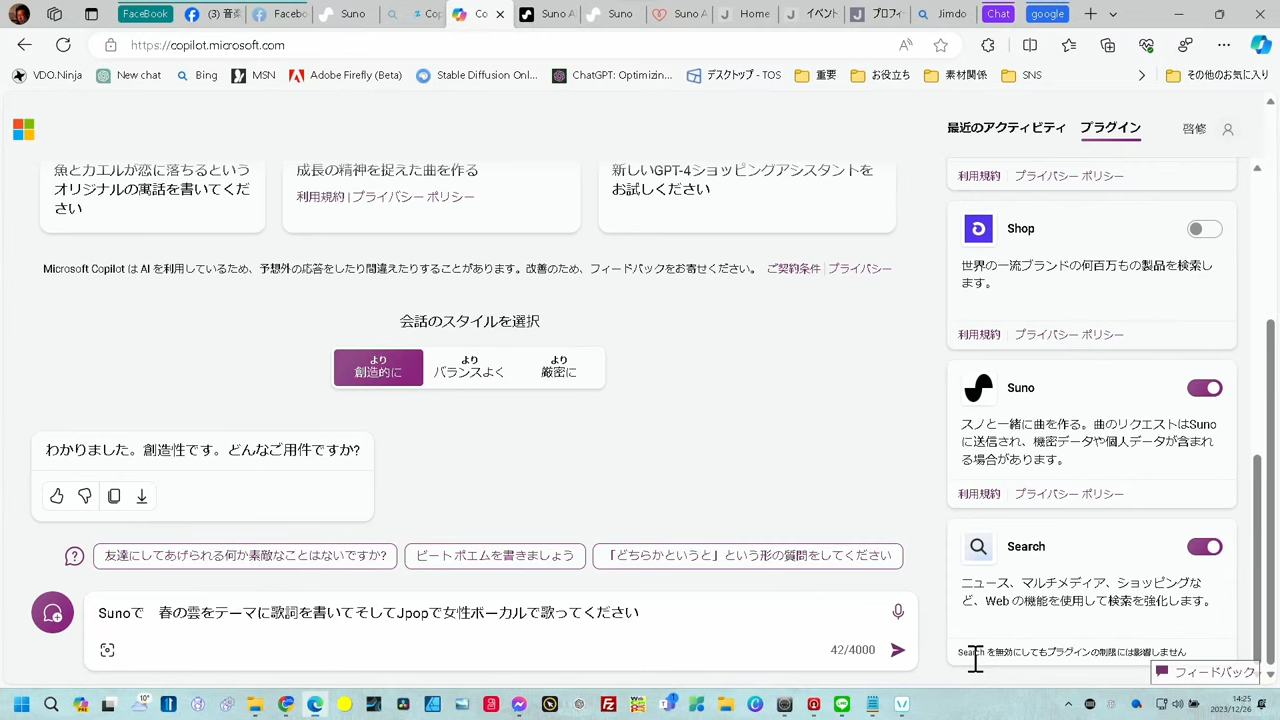 FaceBook
(3) 音楽
Faceb
Suno
Cop
Co
Suno A
Suno
Suno A
Home
イベント
プロフィ
Jimdo
Chat
google
https://copilot.microsoft.com
VDO.Ninja
New chat
Bing
MSN
Adobe Firefly (Beta)
Stable Diffusion Onl...
ChatGPT: Optimizin...
デスクトップ - TOS
重要
お役立ち
素材関係
SNS
その他のお気に入り
最近のアクティビティ
プラグイン
啓修
魚とカエルが恋に落ちるという
オリジナルの寓話を書いてくだ
さい
成長の精神を捉えた曲を作る
利用規約 | プライバシー ポリシー
新しいGPT-4ショッピングアシスタントを
お試しください
Microsoft Copilot は AI を利用しているため、予想外の応答をしたり間違えたりすることがあります。改善のため、フィードバックをお寄せください。 ご契約条件 | プライバシー
会話のスタイルを選択
より
創造的に
より
バランスよく
より
厳密に
わかりました。創造性です。どんなご用件ですか?
友達にしてあげられる何か素敵なことはないですか?
ビートポエムを書きましょう
「どちらかというと」という形の質問をしてください
Sunoで　春の雲をテーマに歌詞を書いてそしてJpopで女性ボーカルで歌ってください
42/4000
利用規約 | プライバシー ポリシー
Shop
世界の一流ブランドの何百万もの製品を検索し
ます。
利用規約 | プライバシー ポリシー
Suno
スノと一緒に曲を作る。曲のリクエストはSuno
に送信され、機密データや個人データが含まれ
る場合があります。
利用規約 | プライバシー ポリシー
Search
ニュース、マルチメディア、ショッピングな
ど、Web の機能を使用して検索を強化します。
Search を無効にしてもプラグインの制限には影響しません
フィードバック
10°
14:25
2023/12/26